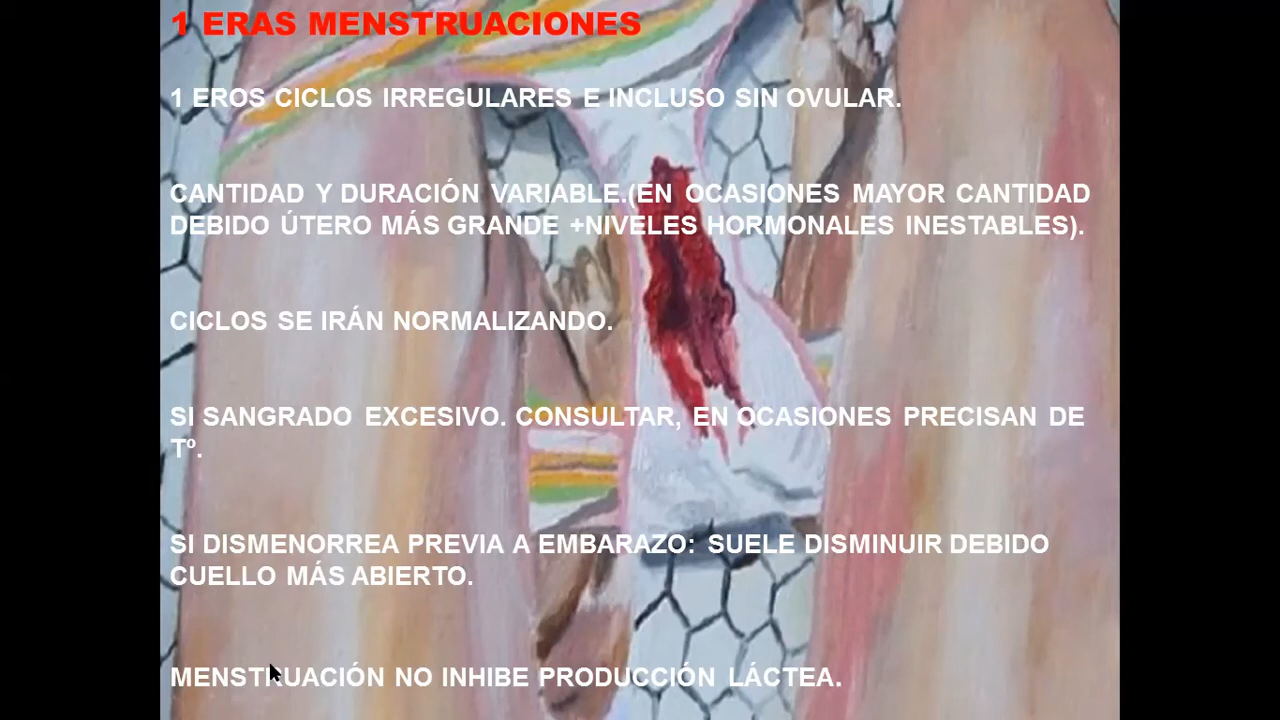 1 ERAS MENSTRUACIONES
1 EROS CICLOS IRREGULARES E INCLUSO SIN OVULAR.
CANTIDAD Y DURACIÓN VARIABLE.(EN OCASIONES MAYOR CANTIDAD
DEBIDO ÚTERO MÁS GRANDE +NIVELES HORMONALES INESTABLES).
CICLOS SE IRÁN NORMALIZANDO.
SI SANGRADO EXCESIVO. CONSULTAR, EN OCASIONES PRECISAN DE
Tº.
SI DISMENORREA PREVIA A EMBARAZO: SUELE DISMINUIR DEBIDO
CUELLO MÁS ABIERTO.
MENSTRUACIÓN NO INHIBE PRODUCCIÓN LÁCTEA.